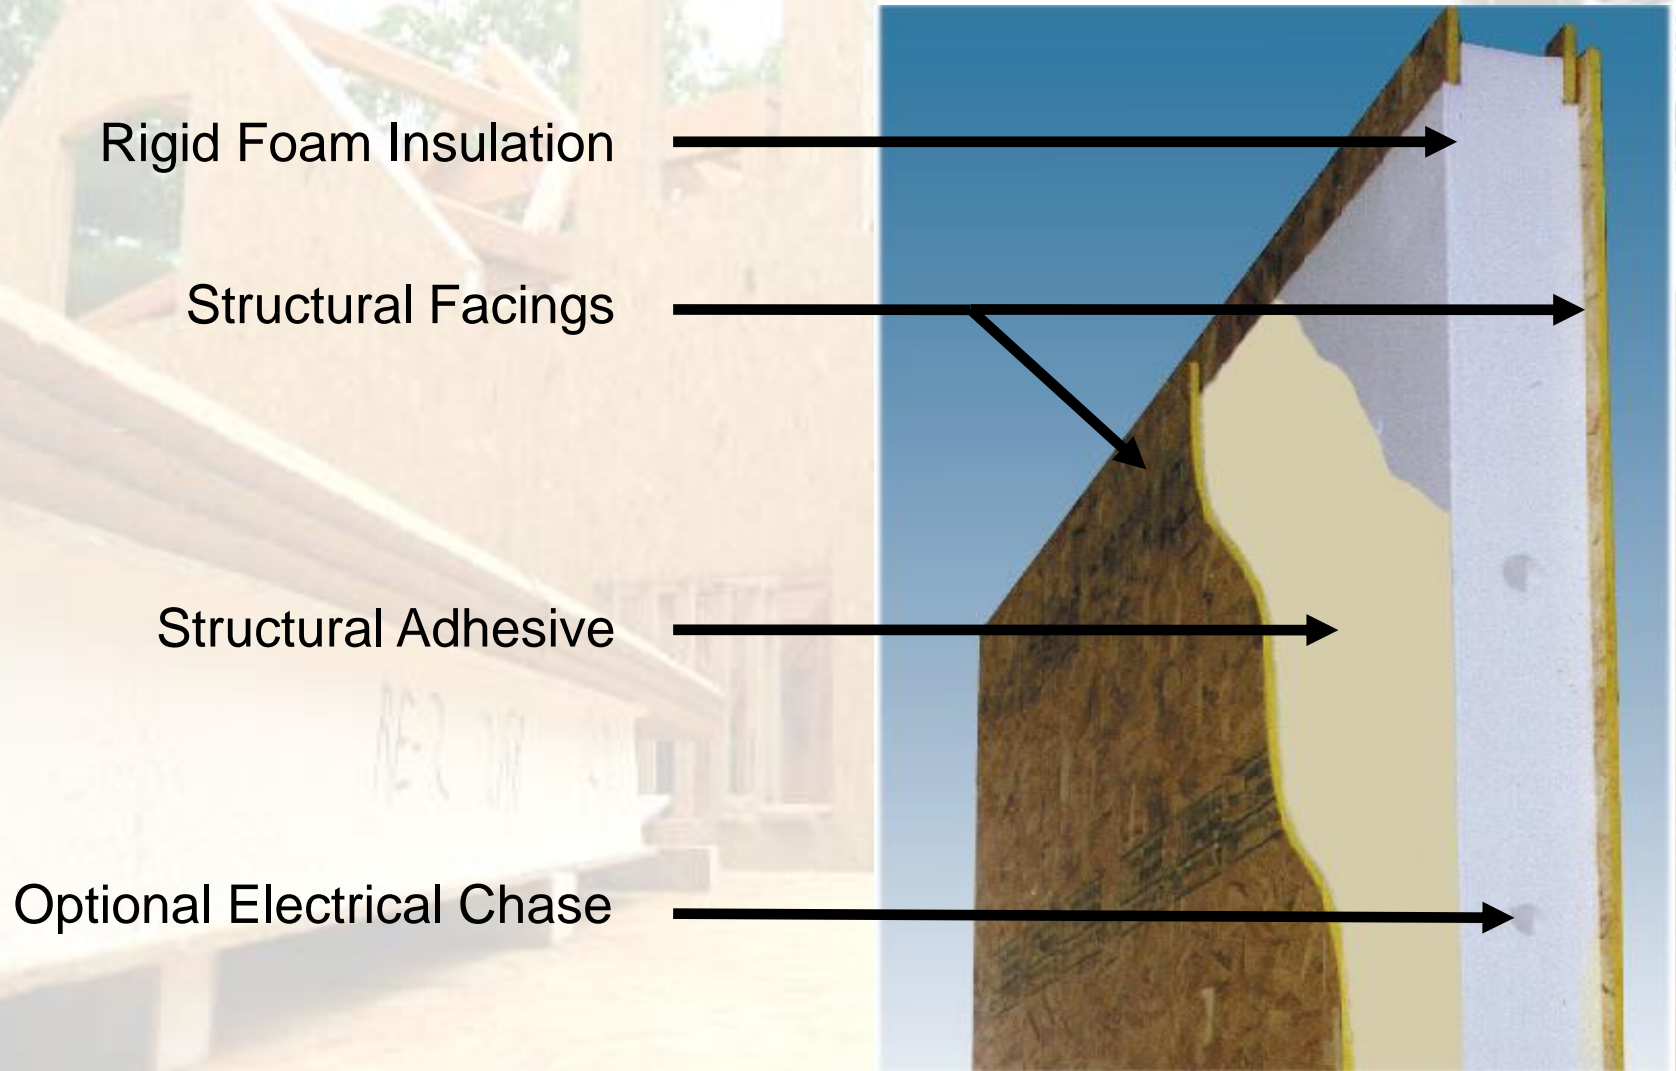 Rigid Foam Insulation
Structural Facings
Structural Adhesive
Optional Electrical Chase